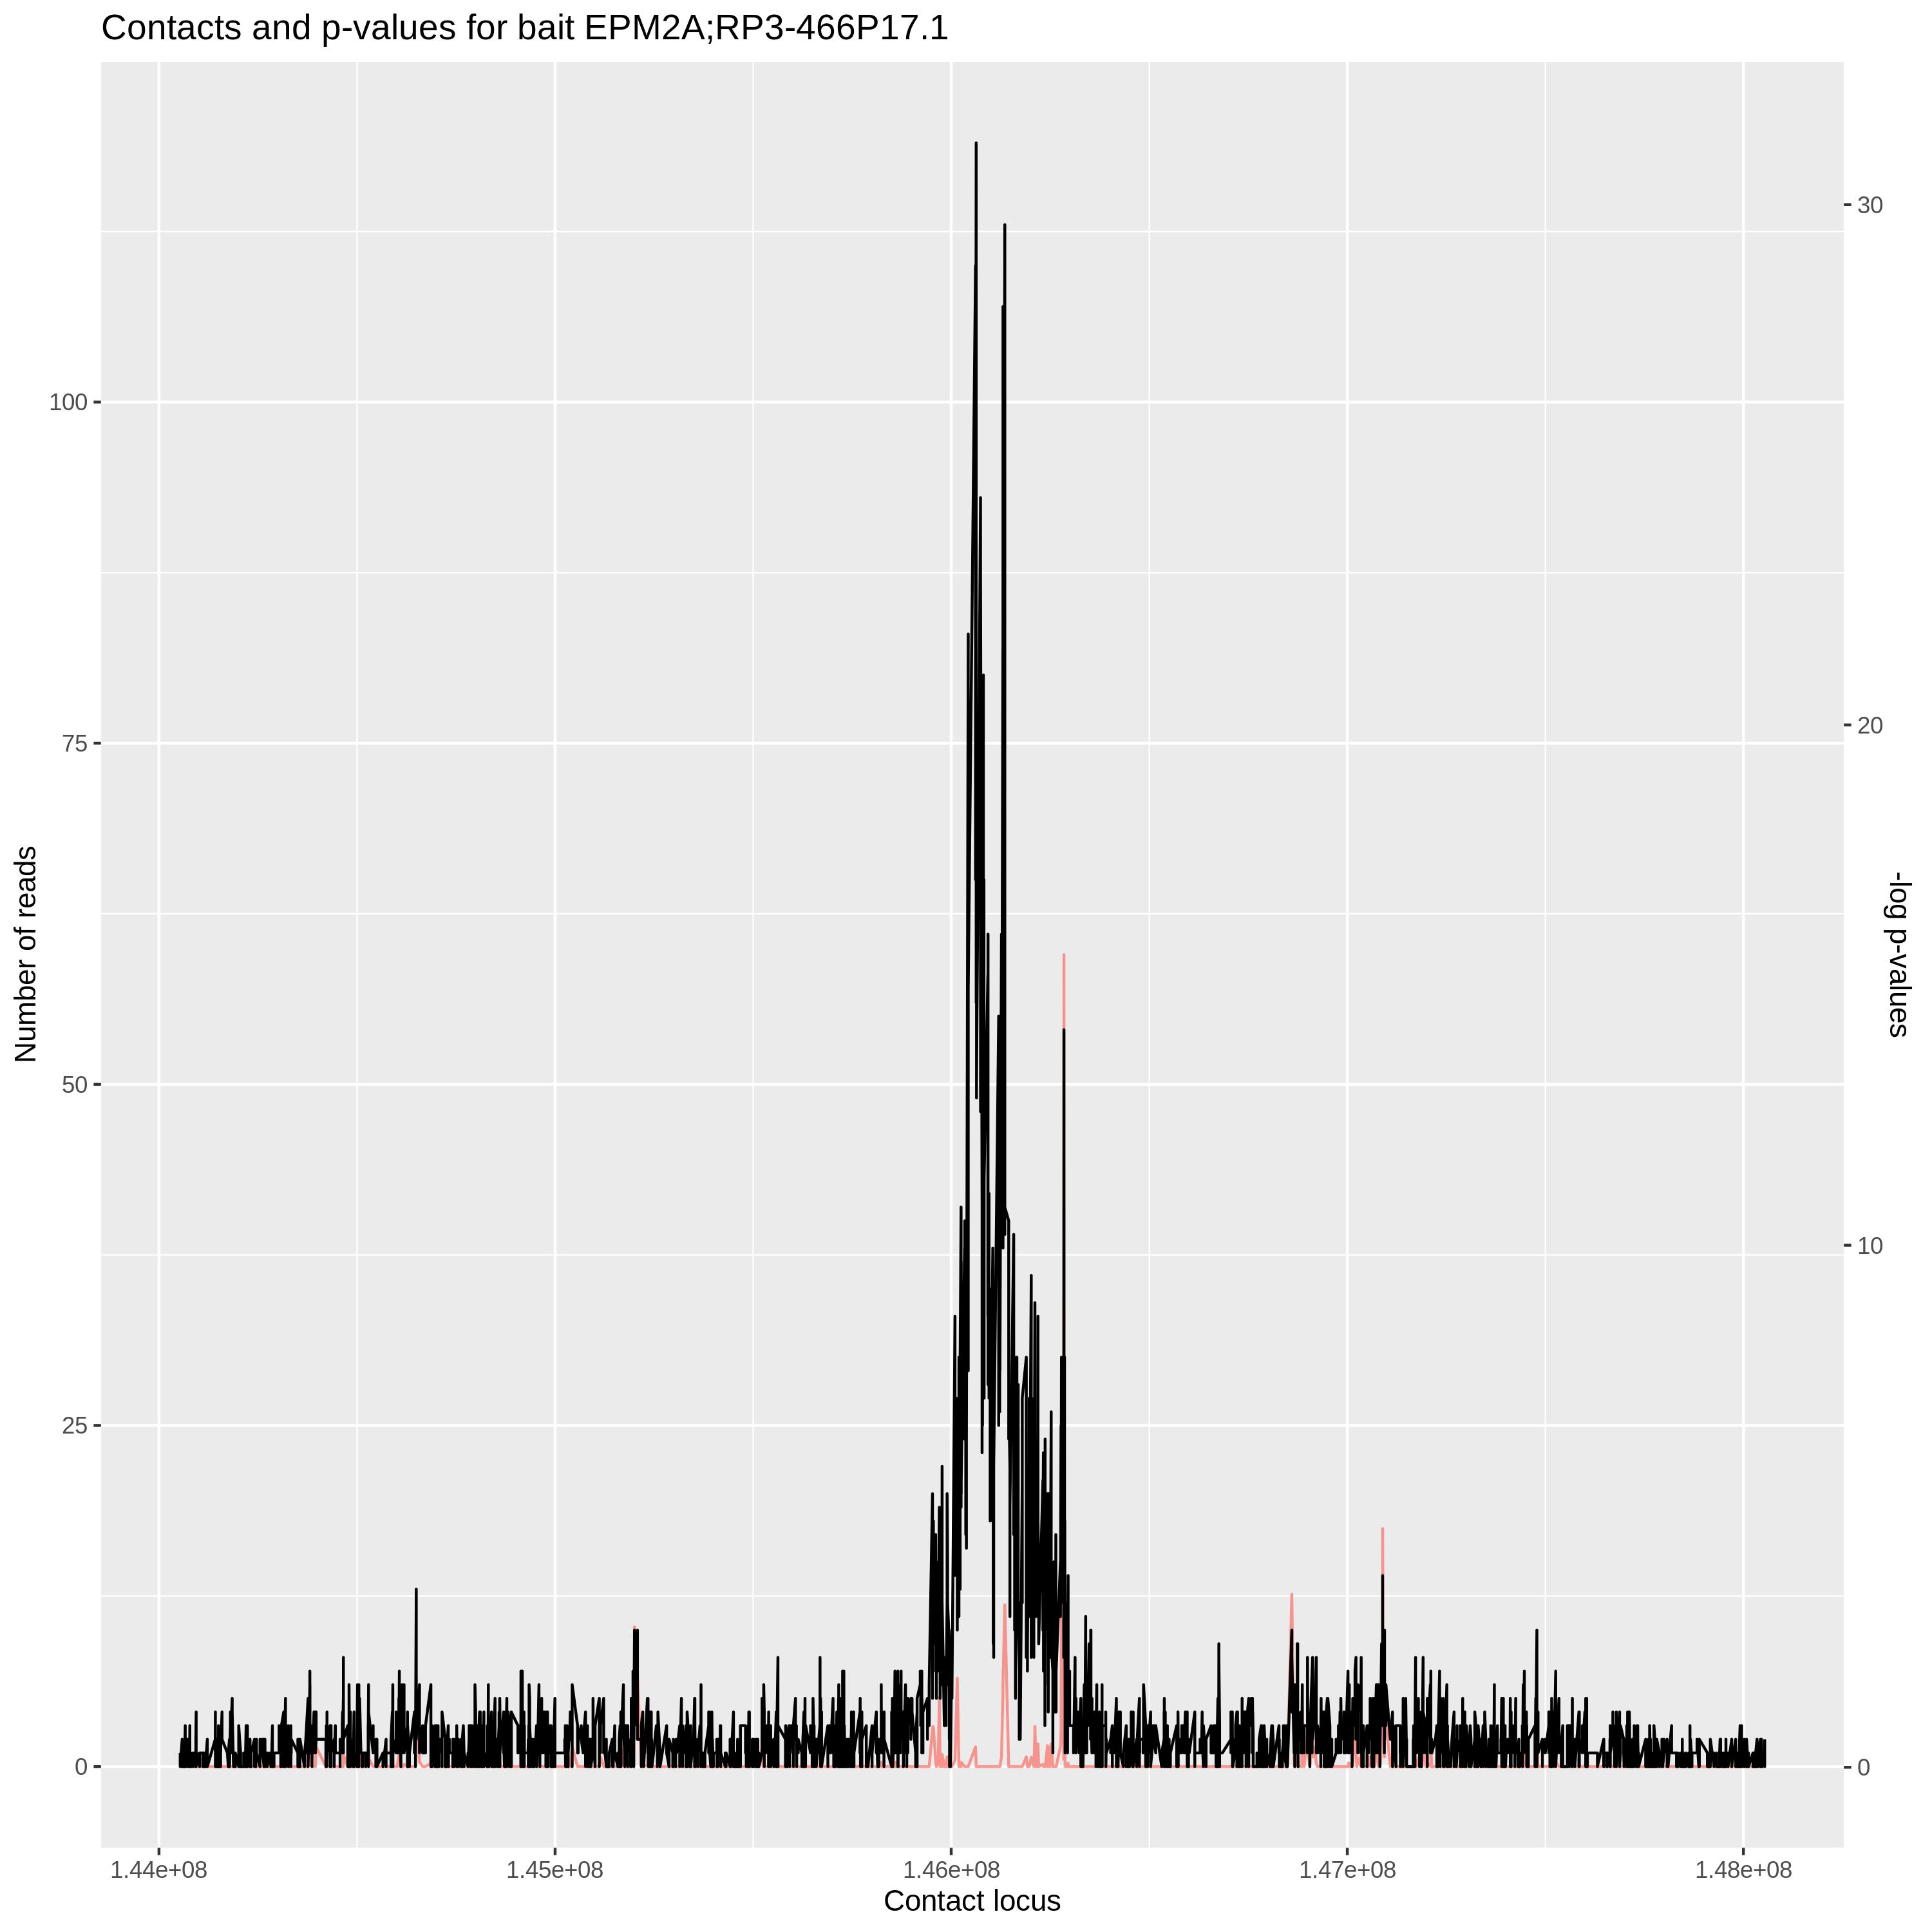 Contacts and p-values for bait EPM2A;RP3-466P17.1
30
100
20
75
Number of reads
-log p-values
50
10
25
0
0
1.44e+08 1.45e+08 1.46e+08 1.47e+08 1.48e+08
Contact locus